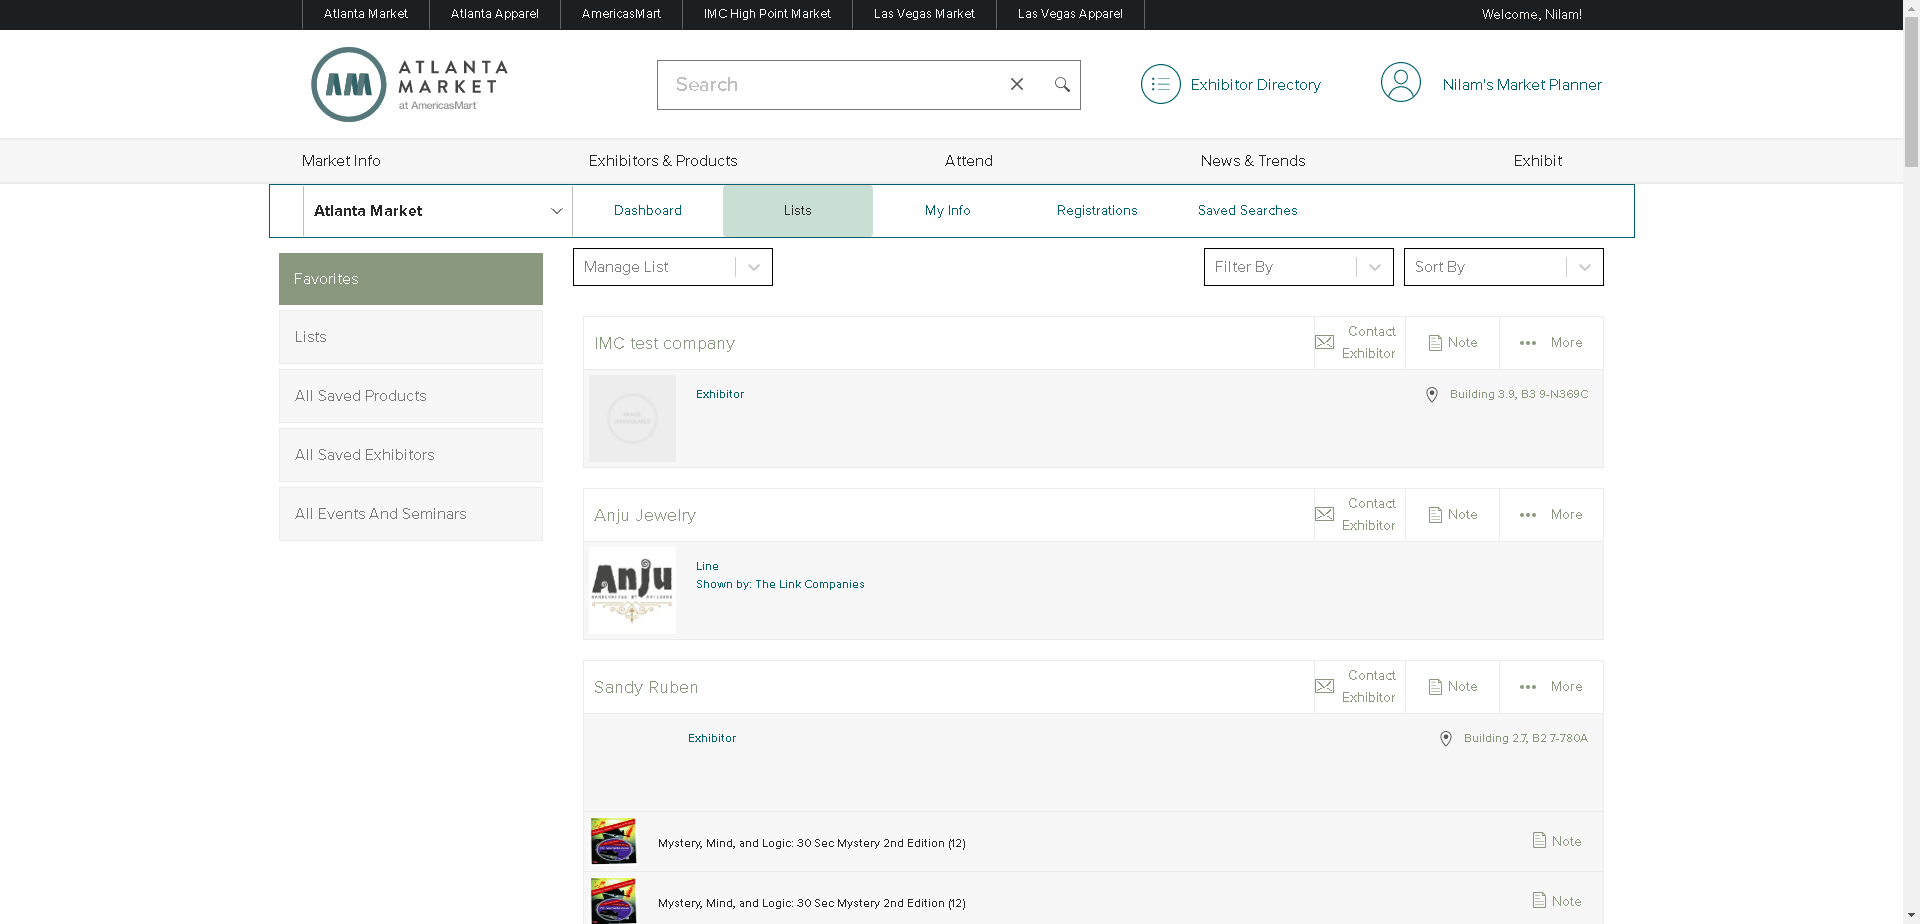 Atlanta Market
Atlanta Apparel
AmericasMart
IMC High Point Market
Las Vegas Market
Las Vegas Apparel
Welcome, Nilam!
AM
ATLANTA
MARKET
at AmericasMart
Search
Exhibitor Directory
Nilam's Market Planner
Market Info
Exhibitors & Products
Attend
News & Trends
Exhibit
Atlanta Market
Dashboard
Lists
My Info
Registrations
Saved Searches
Favorites
Lists
All Saved Products
All Saved Exhibitors
All Events And Seminars
Manage List
Filter By
Sort By
IMC test company
Contact
Exhibitor
Note
More
IMAGE
UNAVAILABLE
Exhibitor
Building 3.9, B3 9-N369C
Anju Jewelry
Contact
Exhibitor
Note
More
Anju
HANDCRAFTED BY ARTISANS
Line
Shown by: The Link Companies
Sandy Ruben
Contact
Exhibitor
Note
More
Exhibitor
Building 2.7, B2 7-780A
Mystery, Mind, and Logic: 30 Sec Mystery 2nd Edition (12)
Note
Mystery, Mind, and Logic: 30 Sec Mystery 2nd Edition (12)
Note